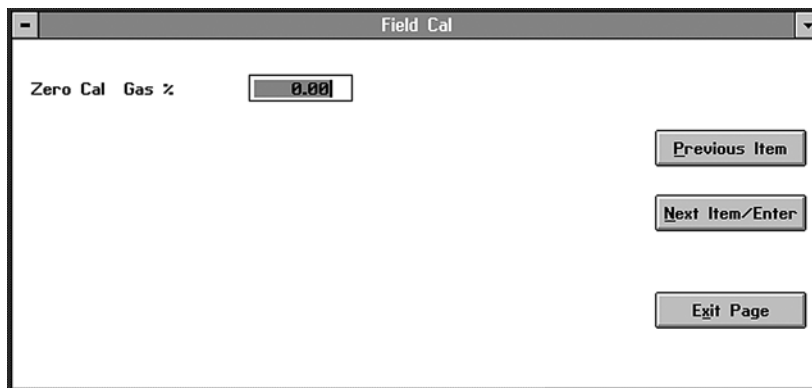 Field Cal
Zero Cal Gas %
0.00
Previous Item
Next Item/Enter
Exit Page